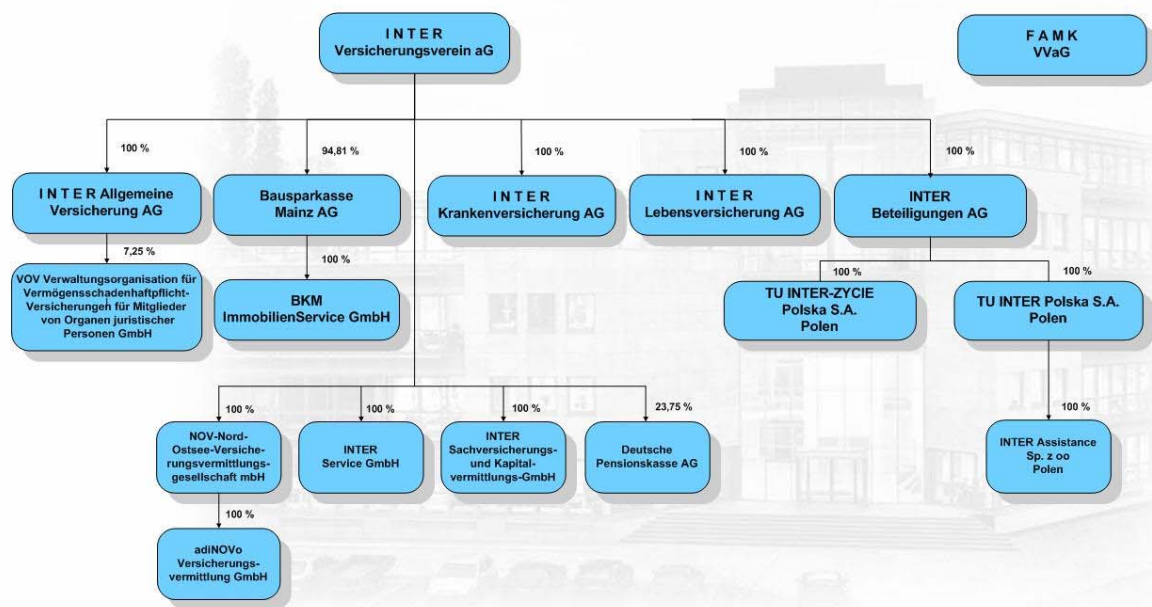 I N T E R
Versicherungsverein aG
F A M K
VVaG
100 %
94,81 %
100 %
100 %
100 %
I N T E R Allgemeine
Versicherung AG
Bausparkasse
Mainz AG
I N T E R
Krankenversicherung AG
I N T E R
Lebensversicherung AG
INTER
Beteiligungen AG
7,25 %
100 %
100 %
100 %
VOV Verwaltungsorganisation für
Vermögensschadenhaftpflicht-
Versicherungen für Mitglieder
von Organen juristischer
Personen GmbH
BKM
ImmobilienService GmbH
TU INTER-ZYCIE
Polska S.A.
Polen
TU INTER Polska S.A.
Polen
100 %
100 %
100 %
23,75 %
100 %
NOV-Nord-
Ostsee-Versiche-
rungsvermittlungs-
gesellschaft mbH
INTER
Service GmbH
INTER
Sachversicherungs-
und Kapital-
vermittlungs-GmbH
Deutsche
Pensionskasse AG
INTER Assistance
Sp. z oo
Polen
100 %
adiNOVo
Versicherungs-
vermittlung GmbH